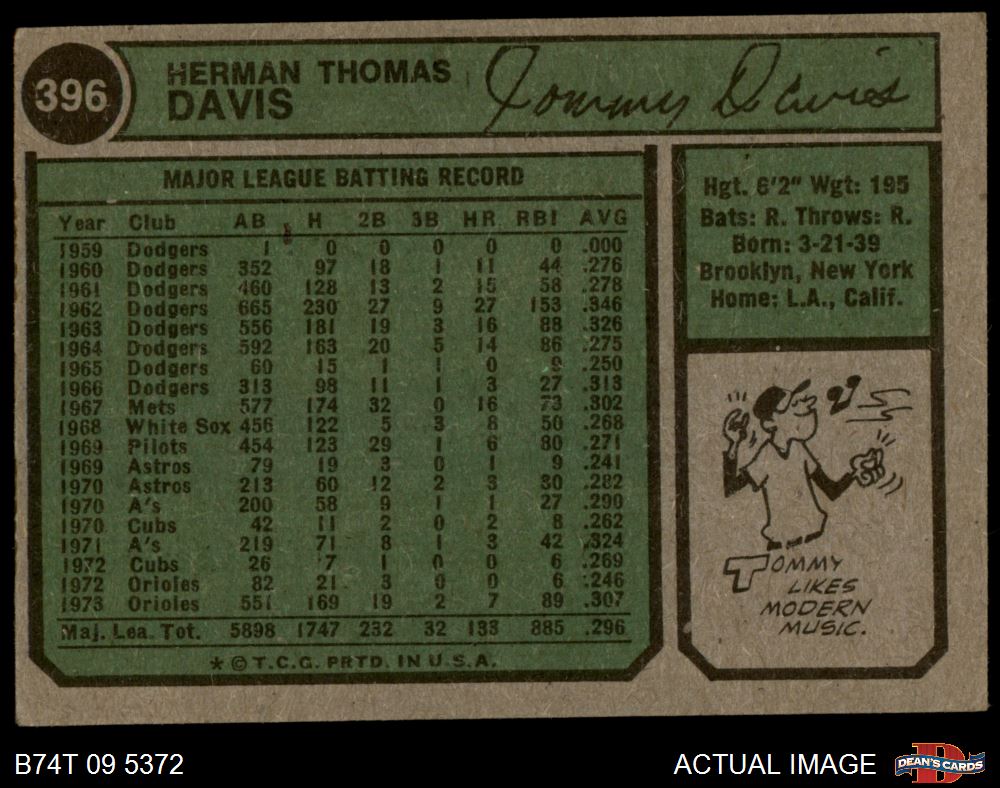 396
HERMAN THOMAS
DAVIS
Tommy Davis
MAJOR LEAGUE BATTING RECORD
Year Club AB H 2B 3B HR RBI AVG
1959 Dodgers 1 0 0 0 0 0 .000
1960 Dodgers 352 97 18 1 11 44 .276
1961 Dodgers 460 128 13 2 15 58 .278
1962 Dodgers 665 230 27 9 27 153 .346
1963 Dodgers 556 181 19 3 16 88 .326
1964 Dodgers 592 163 20 5 14 86 .275
1965 Dodgers 60 15 1 1 0 9 .250
1966 Dodgers 313 98 11 1 3 27 .313
1967 Mets 577 174 32 0 16 73 .302
1968 White Sox 456 122 5 3 8 50 .268
1969 Pilots 454 123 29 1 6 80 .271
1969 Astros 79 19 3 0 1 9 .241
1970 Astros 213 60 12 2 3 30 .282
1970 A's 200 58 9 1 1 27 .290
1970 Cubs 42 11 2 0 2 8 .262
1971 A's 219 71 8 1 3 42 .324
1972 Cubs 26 7 1 0 0 6 .269
1972 Orioles 82 21 3 0 0 6 .246
1973 Orioles 551 169 19 2 7 89 .307
Maj. Lea. Tot. 5898 1747 232 32 133 885 .296
* © T.C.G. PRTD. IN U.S.A.
Hgt. 6'2" Wgt: 195
Bats: R. Throws: R.
Born: 3-21-39
Brooklyn, New York
Home: L.A., Calif.
TOMMY
LIKES
MODERN
MUSIC.
B74T 09 5372
ACTUAL IMAGE
DEAN'S CARDS